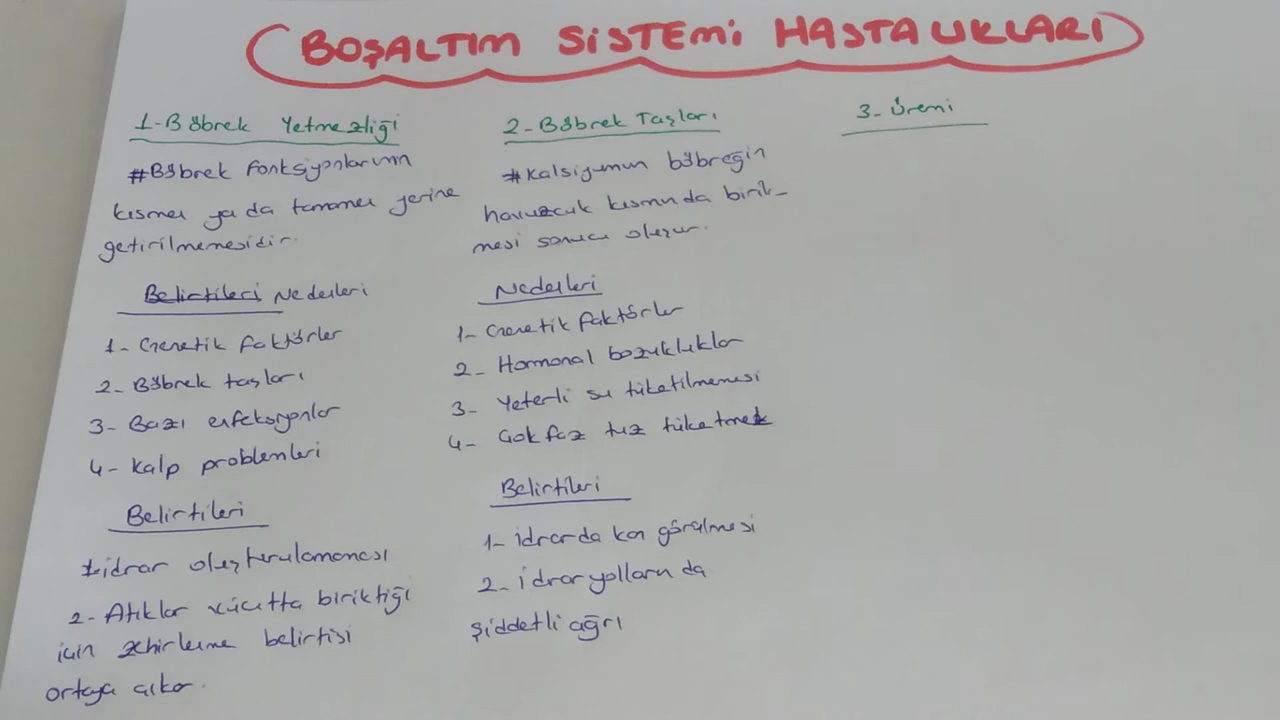 BOŞALTIM SİSTEMİ HASTALIKLARI
1-Böbrek Yetmezliği
#Böbrek fonksiyonlarının
kısmen ya da tamamen yerine
getirilmemesidir.
Belirtileri Nedenleri
1- Genetik faktörler
2- Böbrek taşları
3- Bazı enfeksiyonlar
4- Kalp problemleri
Belirtileri
1-idrar oluşturulamaması
2- Atıklar vücutta biriktiği
için zehirlenme belirtisi
ortaya çıkar.
2- Böbrek Taşları
#Kalsiyumun böbreğin
havuzcuk kısmında birik-
mesi sonucu oluşur.
Nedenleri
1- Genetik faktörler
2- Hormonal bozukluklar
3- Yeterli su tüketilmemesi
4- Çok faz tuz tüketmek
Belirtileri
1- İdrarda kan görülmesi
2- İdrar yollarında
şiddetli ağrı
3- Üremi